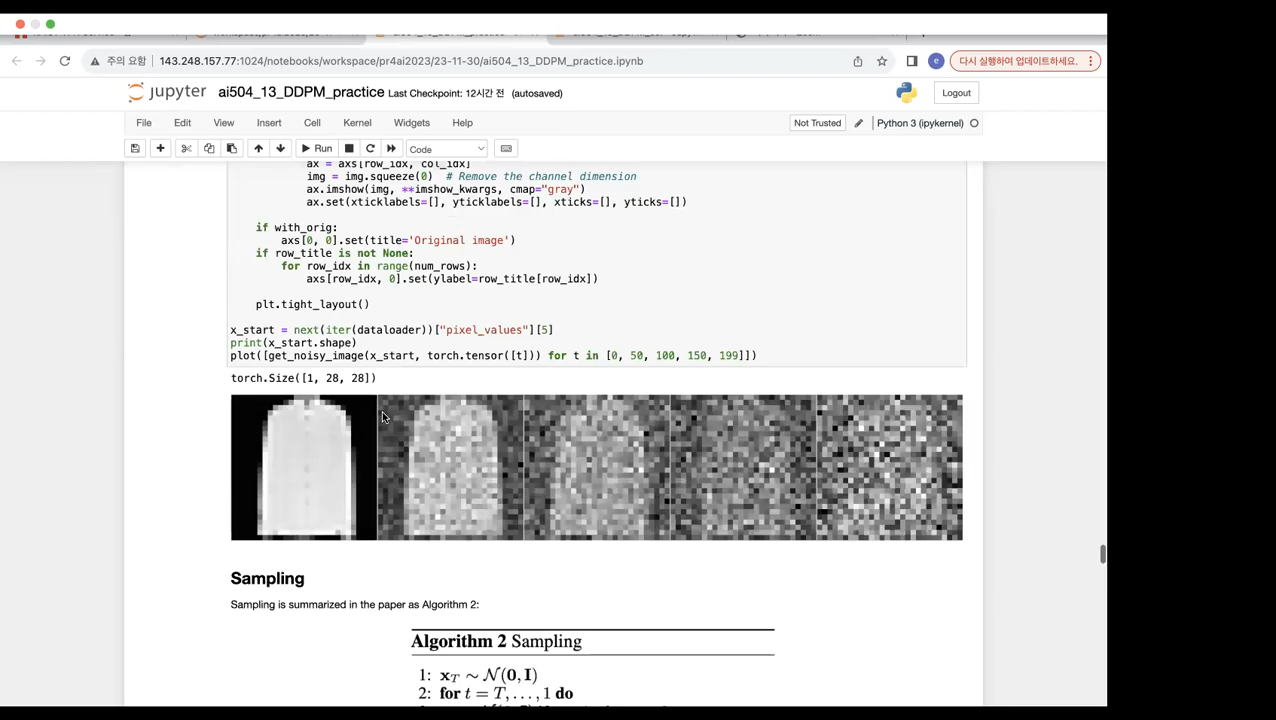 주의 요함 143.248.157.77:1024/notebooks/workspace/pr4ai2023/23-11-30/ai504_13_DDPM_practice.ipynb
e
다시 실행하여 업데이트하세요.
jupyter ai504_13_DDPM_practice Last Checkpoint: 12시간 전 (autosaved)
Logout
File Edit View Insert Cell Kernel Widgets Help
Not Trusted Python 3 (ipykernel)
Run Code
ax = axs[row_idx, col_idx]
img = img.squeeze(0) # Remove the channel dimension
ax.imshow(img, **imshow_kwargs, cmap="gray")
ax.set(xticklabels=[], yticklabels=[], xticks=[], yticks=[])
if with_orig:
axs[0, 0].set(title='Original image')
if row_title is not None:
for row_idx in range(num_rows):
axs[row_idx, 0].set(ylabel=row_title[row_idx])
plt.tight_layout()
x_start = next(iter(dataloader))["pixel_values"][5]
print(x_start.shape)
plot([get_noisy_image(x_start, torch.tensor([t])) for t in [0, 50, 100, 150, 199]])
torch.Size([1, 28, 28])
Sampling
Sampling is summarized in the paper as Algorithm 2:
Algorithm 2 Sampling
1: x_T ∼ 𝒩(0, I)
2: for t = T, . . . , 1 do